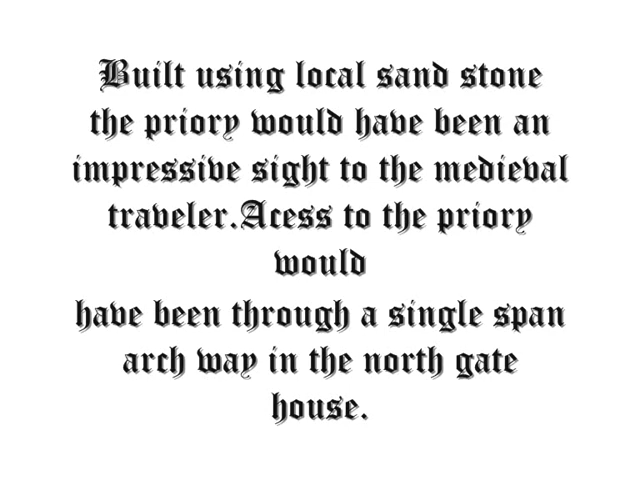 Built using local sand stone
the priory would have been an
impressive sight to the medieval
traveler.Acess to the priory
would
have been through a single span
arch way in the north gate
house.